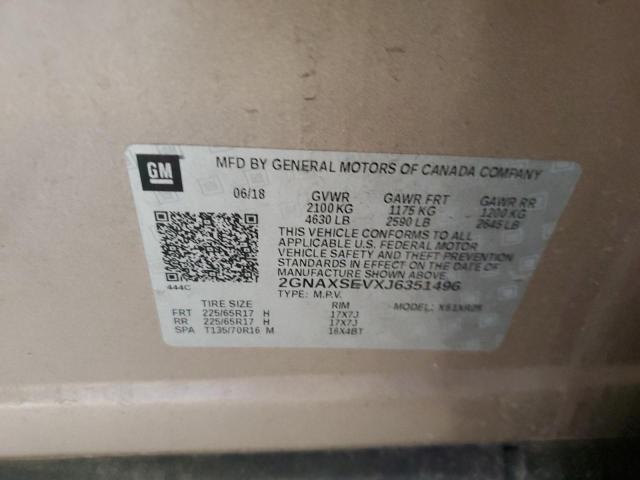 GM
MFD BY GENERAL MOTORS OF CANADA COMPANY
06/18 GVWR GAWR FRT GAWR RR
2100 KG 1175 KG 1200 KG
4630 LB 2590 LB 2645 LB
THIS VEHICLE CONFORMS TO ALL
APPLICABLE U.S. FEDERAL MOTOR
VEHICLE SAFETY AND THEFT PREVENTION
STANDARDS IN EFFECT ON THE DATE OF
MANUFACTURE SHOWN ABOVE.
444C 2GNAXSEVXJ6351496
TYPE: M.P.V. MODEL:
TIRE SIZE RIM
FRT 225/65R17 H 17X7J
RR 225/65R17 H 17X7J
SPA T135/70R16 M 16X4BT